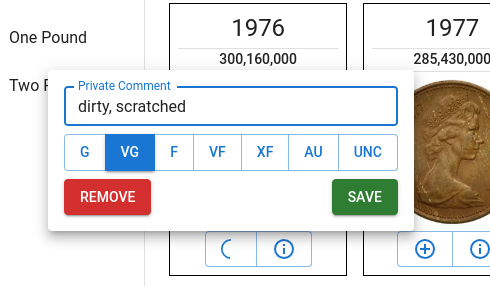 One Pound
Two
1976
300,160,000
1977
285,430,000
Private Comment
dirty, scratched
G VG F VF XF AU UNC
REMOVE SAVE